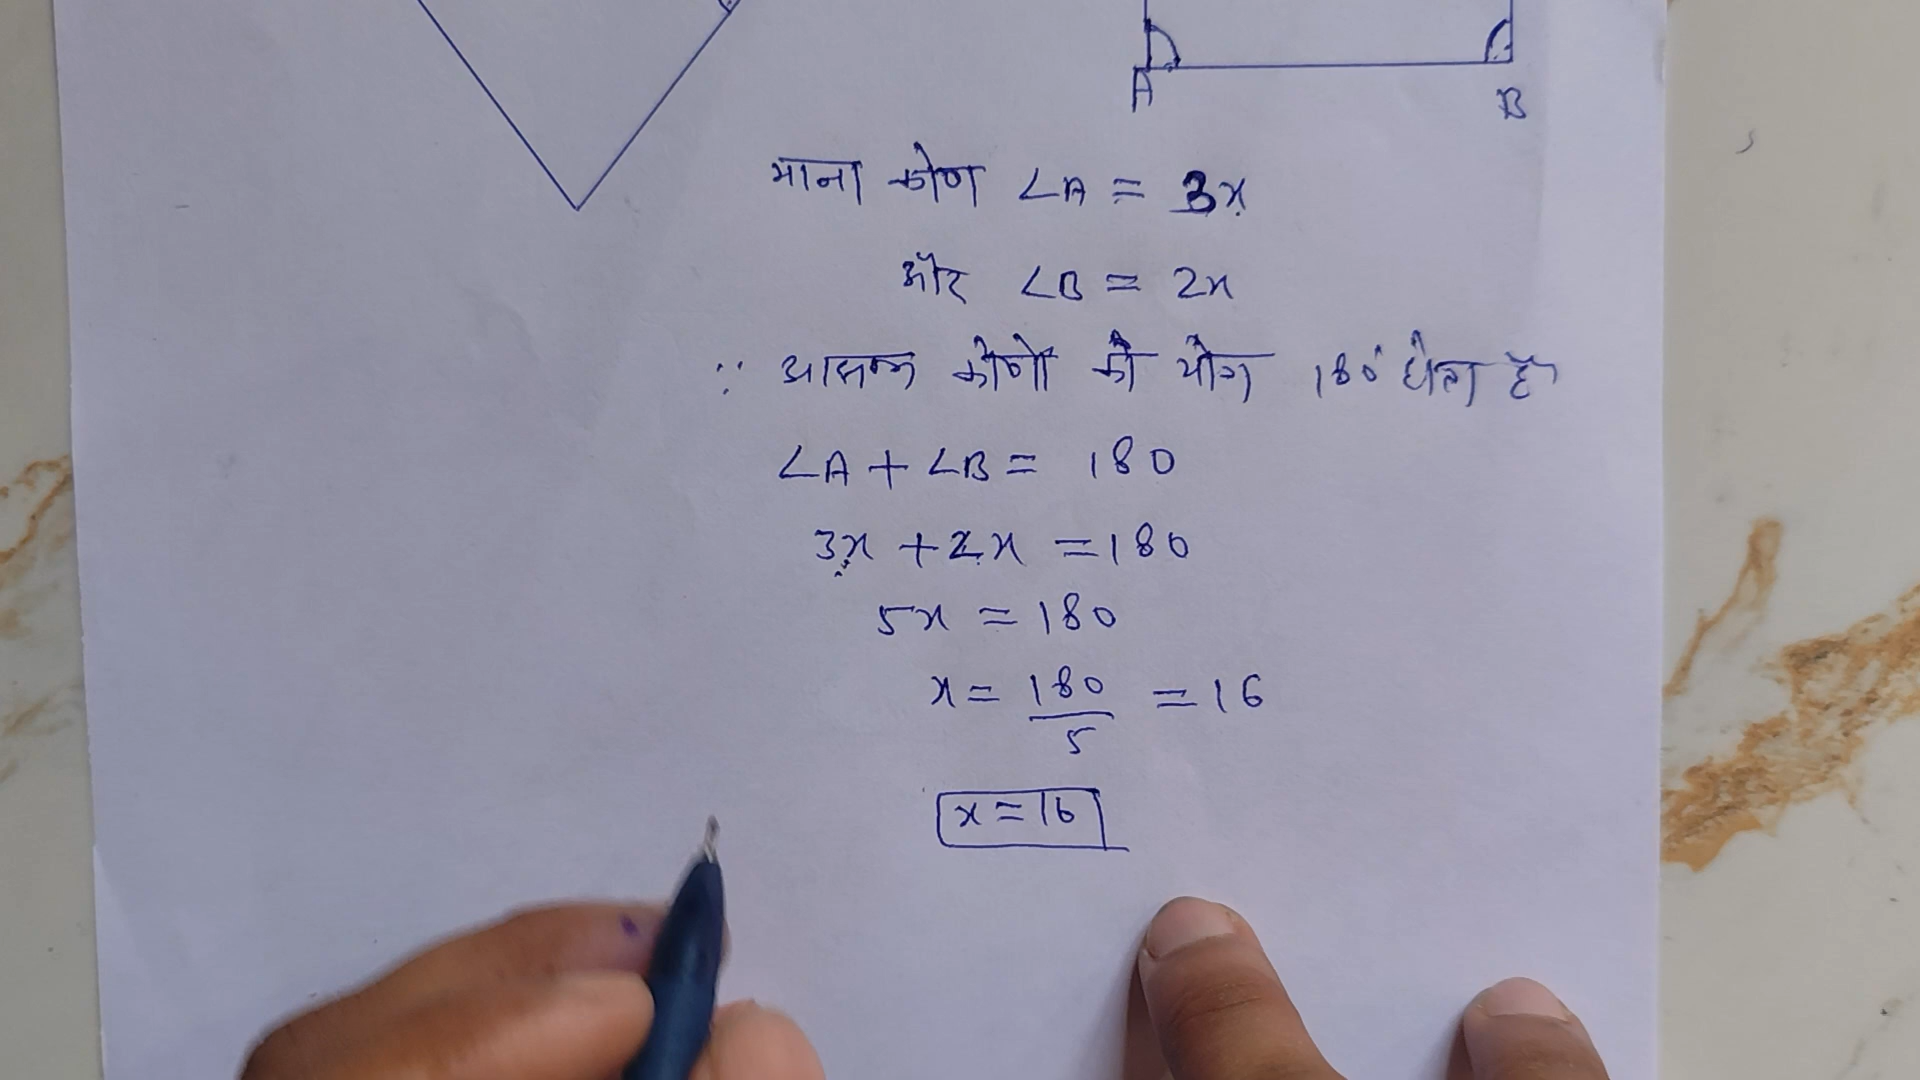 A B
माना कोण ∠A = 3x
और ∠B = 2x
∵ आसन्न कोणों का योग 180° होता है
∠A + ∠B = 180
3x + 2x = 180
5x = 180
x = 180/5 = 16
x = 16